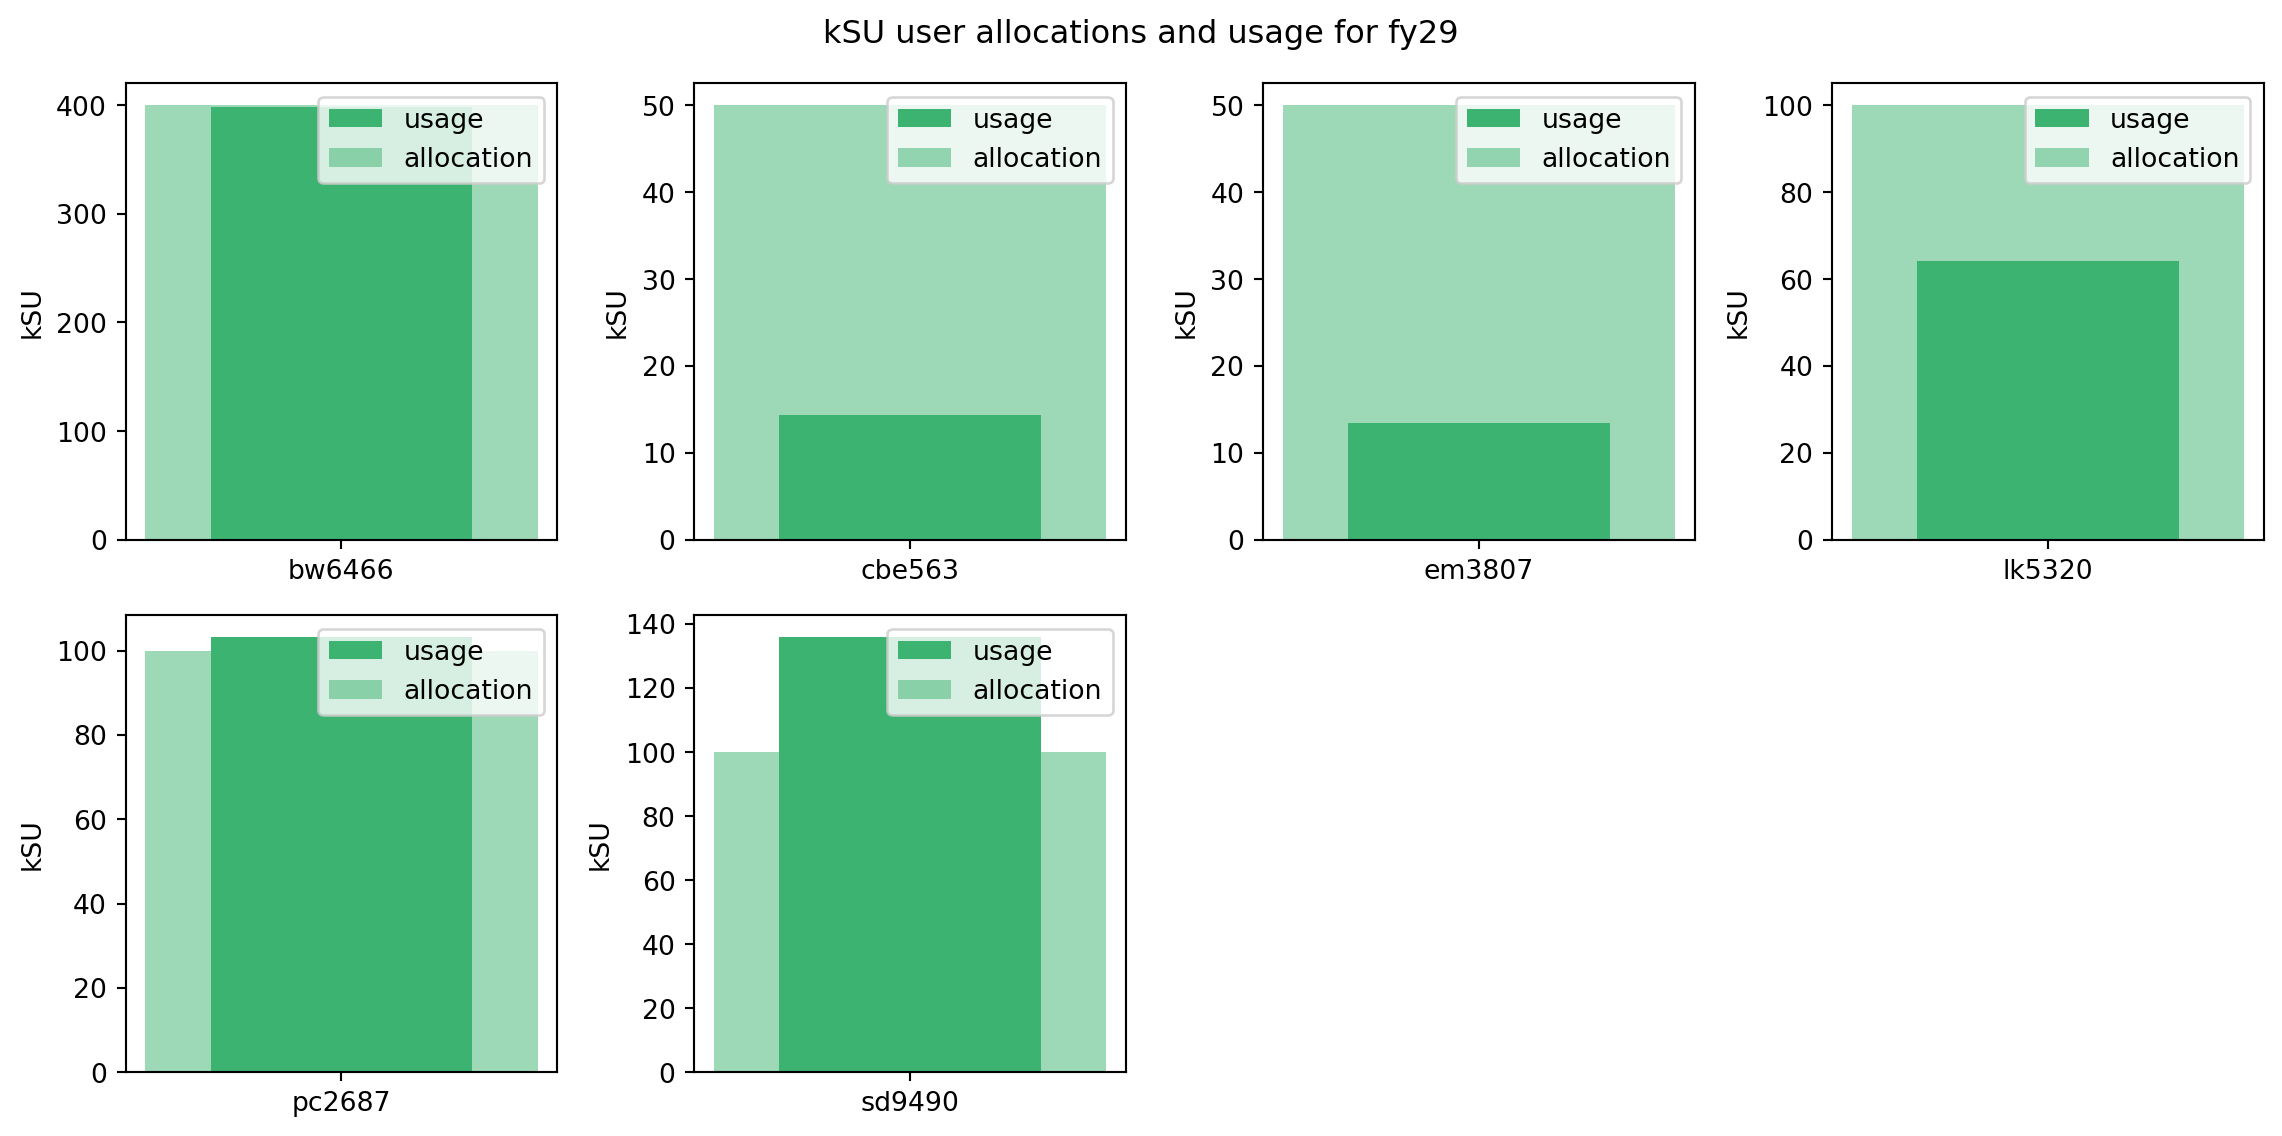 kSU user allocations and usage for fy29
kSU
400
300
200
100
0
usage
allocation
bw6466
kSU
50
40
30
20
10
0
usage
allocation
cbe563
kSU
50
40
30
20
10
0
usage
allocation
em3807
kSU
100
80
60
40
20
0
usage
allocation
lk5320
kSU
100
80
60
40
20
0
usage
allocation
pc2687
kSU
140
120
100
80
60
40
20
0
usage
allocation
sd9490